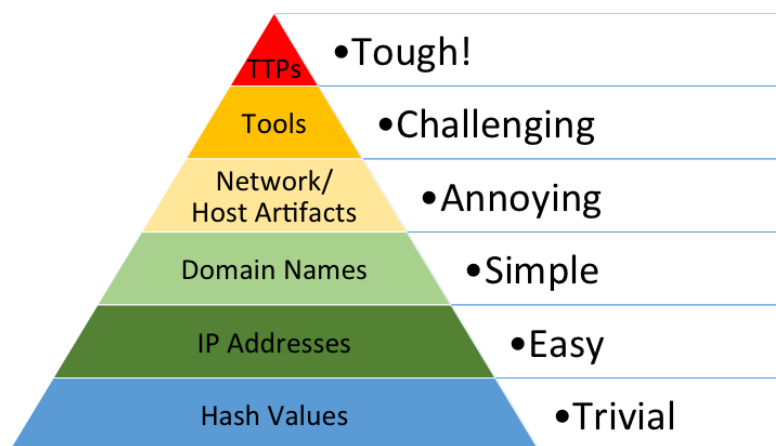 TTPs
•Tough!
Tools
•Challenging
Network/
Host Artifacts
•Annoying
Domain Names
•Simple
IP Addresses
•Easy
Hash Values
•Trivial